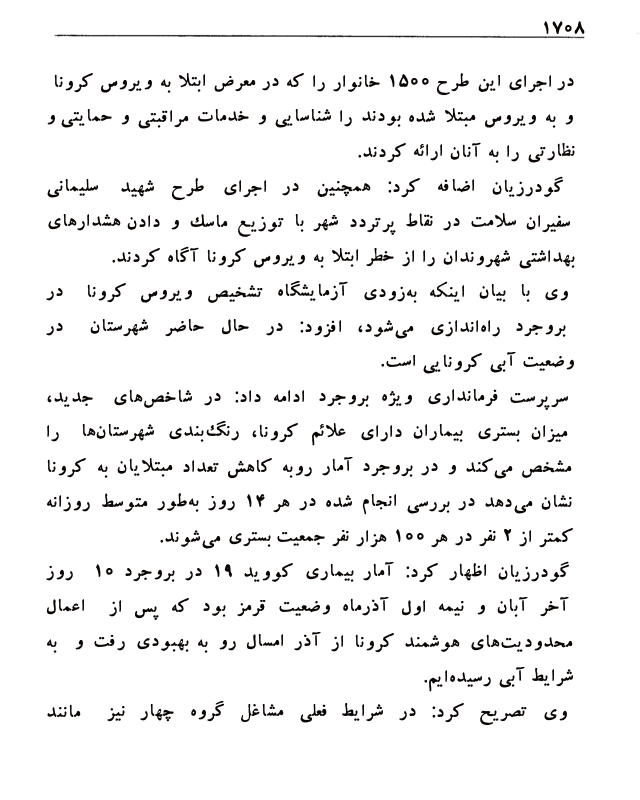 ۱۷۰۸
در اجرای این طرح ۱۵۰۰ خانوار را که در معرض ابتلا به ویروس کرونا
و به ویروس مبتلا شده بودند را شناسایی و خدمات مراقبتی و حمایتی و
نظارتی را به آنان ارائه کردند.
گودرزیان اضافه کرد: همچنین در اجرای طرح شهید سلیمانی
سفیران سلامت در نقاط پرتردد شهر با توزیع ماسک و دادن هشدارهای
بهداشتی شهروندان را از خطر ابتلا به ویروس کرونا آگاه کردند.
وی با بیان اینکه به‌زودی آزمایشگاه تشخیص ویروس کرونا در
بروجرد راه‌اندازی می‌شود، افزود: در حال حاضر شهرستان در
وضعیت آبی کرونایی است.
سرپرست فرمانداری ویژه بروجرد ادامه داد: در شاخص‌های جدید،
میزان بستری بیماران دارای علائم کرونا، رنگ‌بندی شهرستان‌ها را
مشخص می‌کند و در بروجرد آمار روبه کاهش تعداد مبتلایان به کرونا
نشان می‌دهد در بررسی انجام شده در هر ۱۴ روز به‌طور متوسط روزانه
کمتر از ۲ نفر در هر ۱۰۰ هزار نفر جمعیت بستری می‌شوند.
گودرزیان اظهار کرد: آمار بیماری کووید ۱۹ در بروجرد ۱۰ روز
آخر آبان و نیمه اول آذرماه وضعیت قرمز بود که پس از اعمال
محدودیت‌های هوشمند کرونا از آذر امسال رو به بهبودی رفت و به
شرایط آبی رسیده‌ایم.
وی تصریح کرد: در شرایط فعلی مشاغل گروه چهار نیز مانند